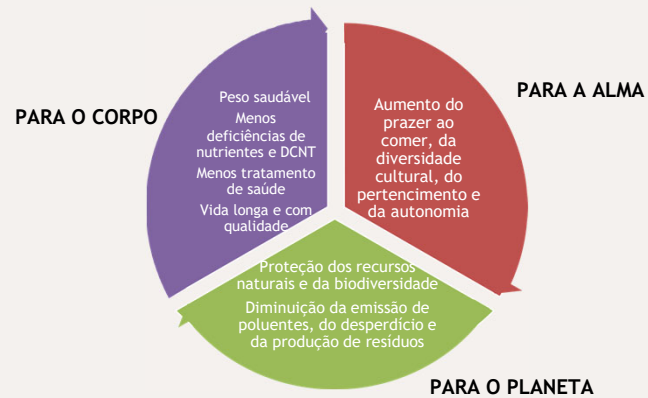 PARA O CORPO
Peso saudável
Menos
deficiências de
nutrientes e DCNT
Menos tratamento
de saúde
Vida longa e com
qualidade
PARA A ALMA
Aumento do
prazer ao
comer, da
diversidade
cultural, do
pertencimento e
da autonomia
Proteção dos recursos
naturais e da biodiversidade
Diminuição da emissão de
poluentes, do desperdício e
da produção de resíduos
PARA O PLANETA